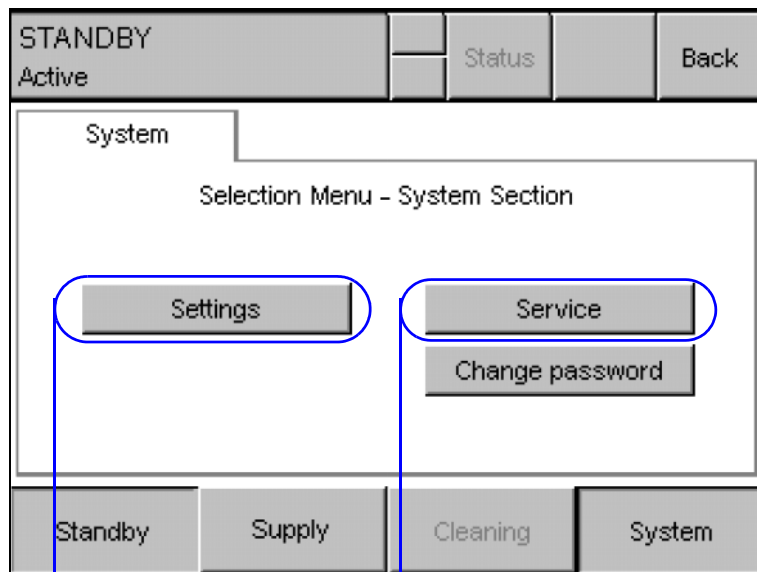 STANDBY
Active
Status
Back
System
Selection Menu - System Section
Settings
Service
Change password
Standby
Supply
Cleaning
System